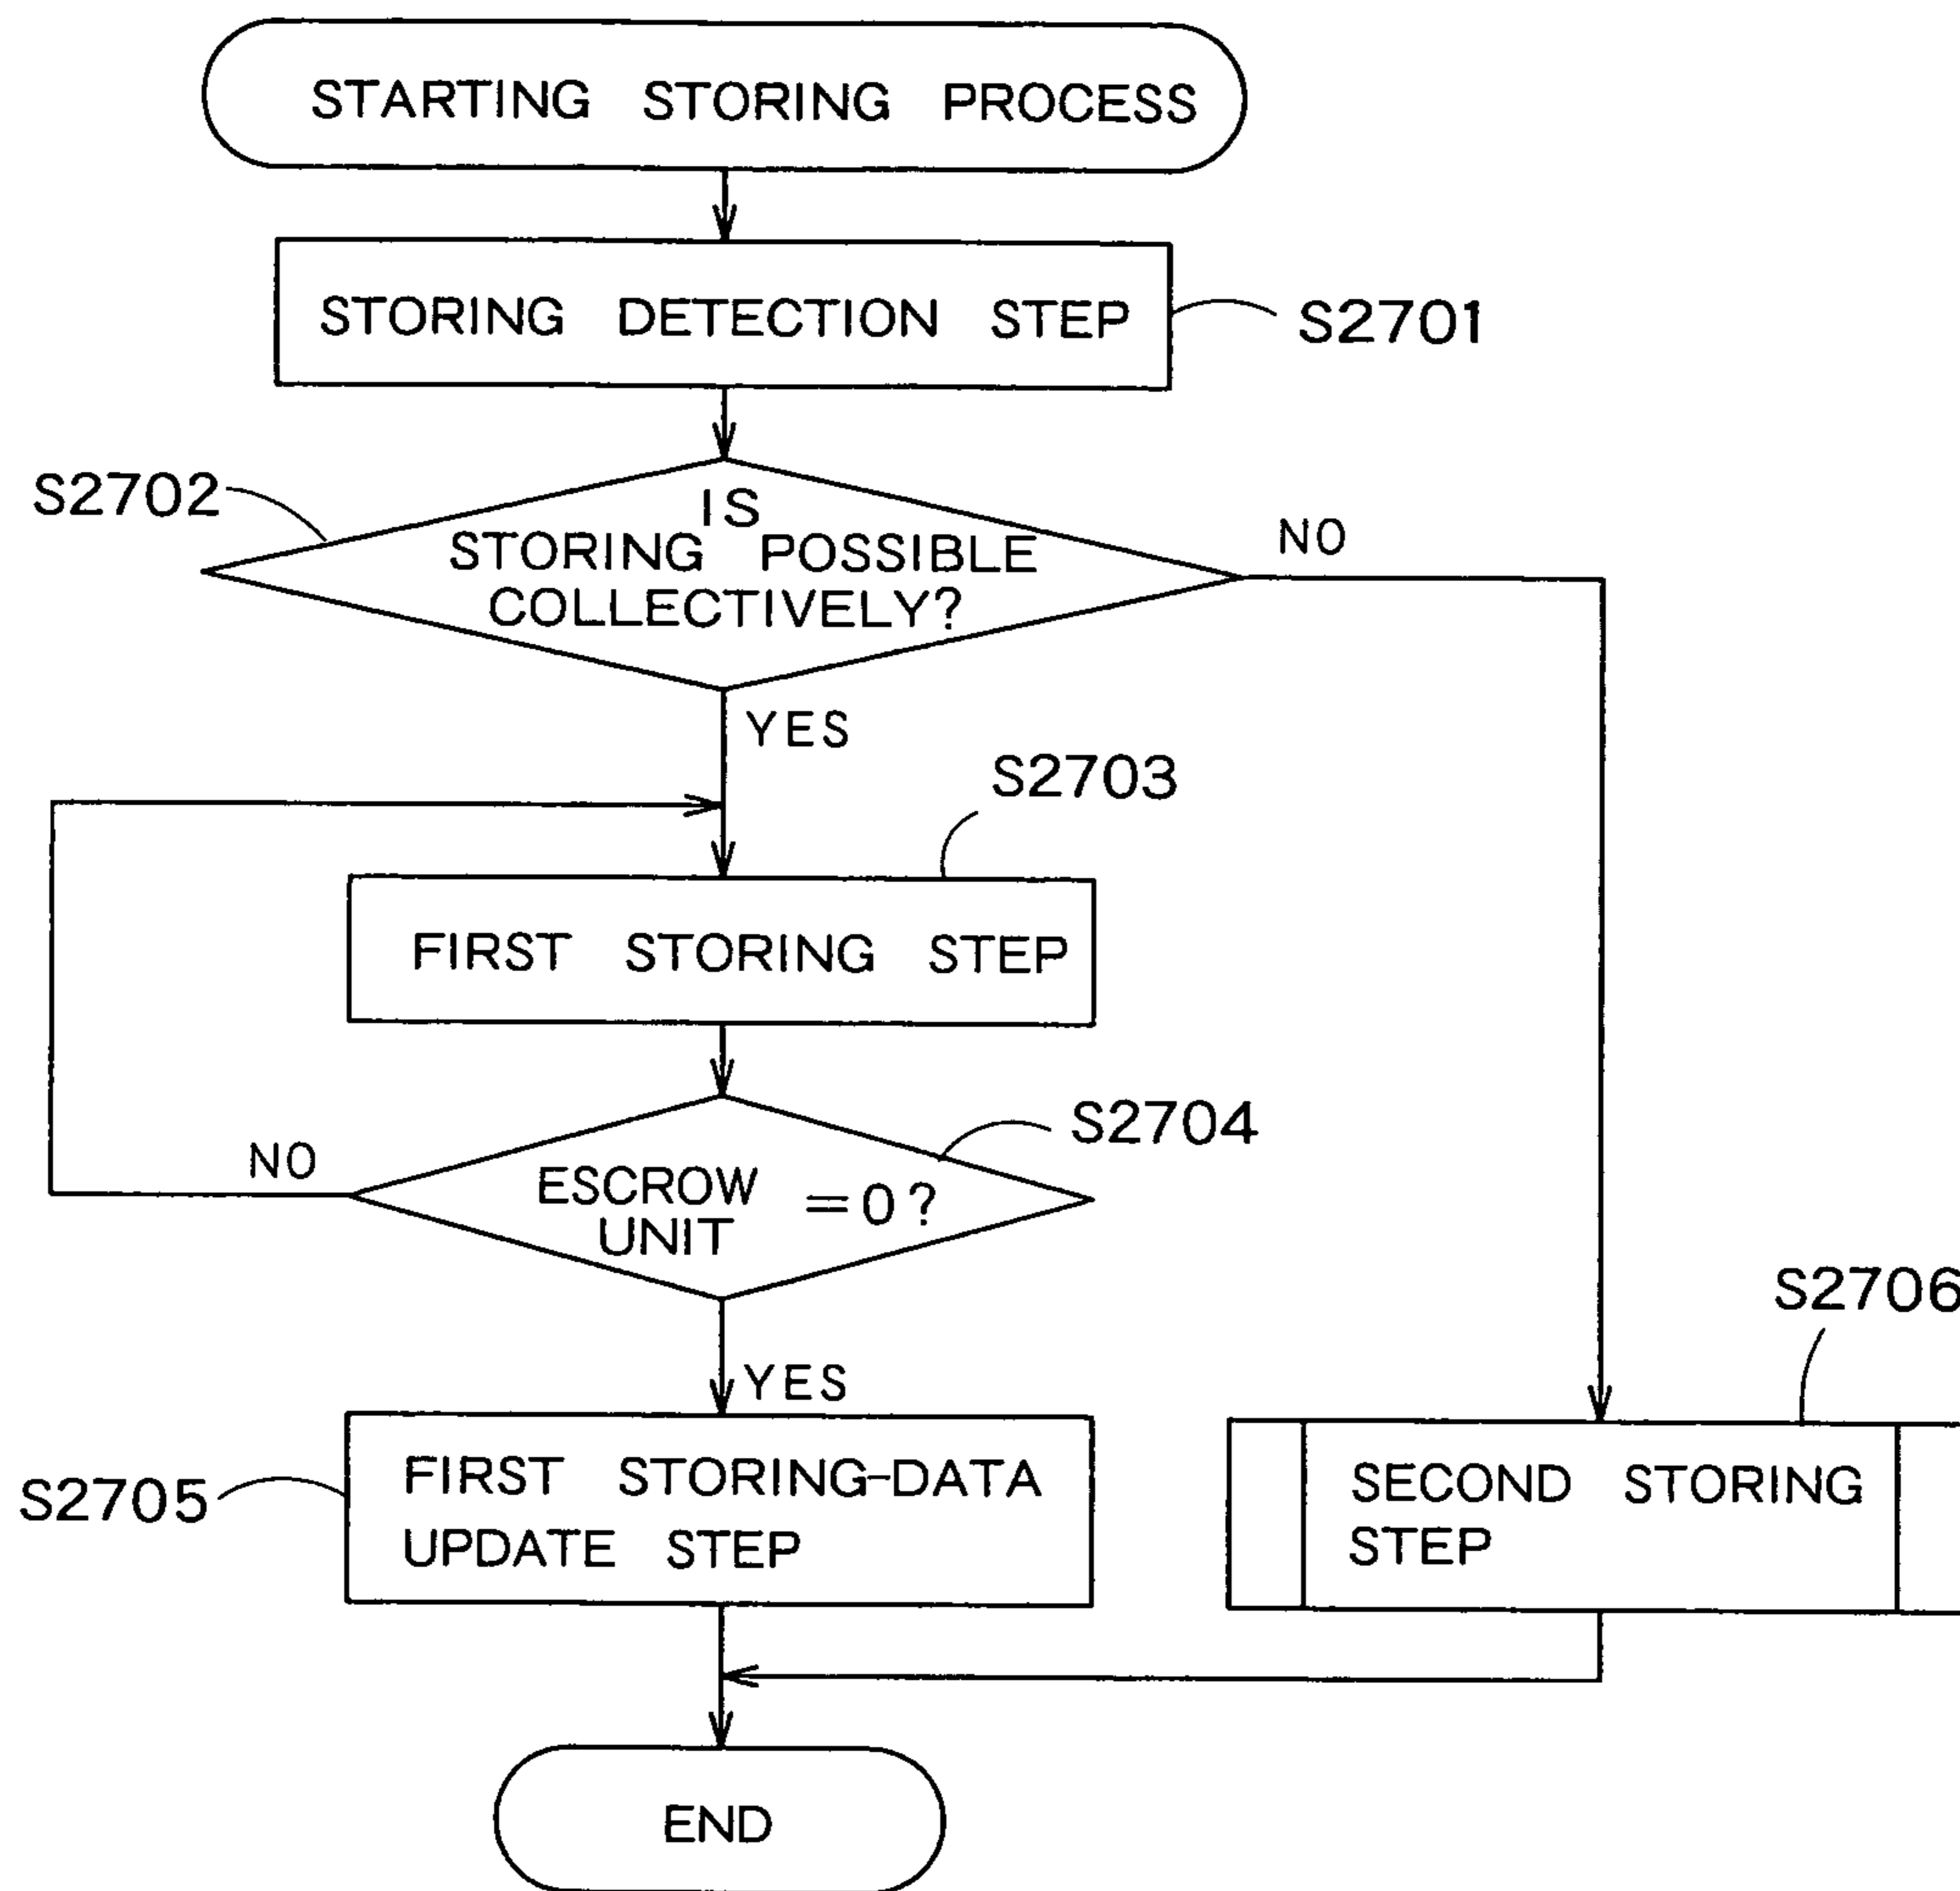 STARTING STORING PROCESS
STORING DETECTION STEP
S2701
S2702
IS
STORING POSSIBLE
COLLECTIVELY?
NO
YES
S2703
FIRST STORING STEP
S2704
NO
ESCROW
UNIT =0?
YES
S2706
S2705
FIRST STORING-DATA
UPDATE STEP
SECOND STORING
STEP
END